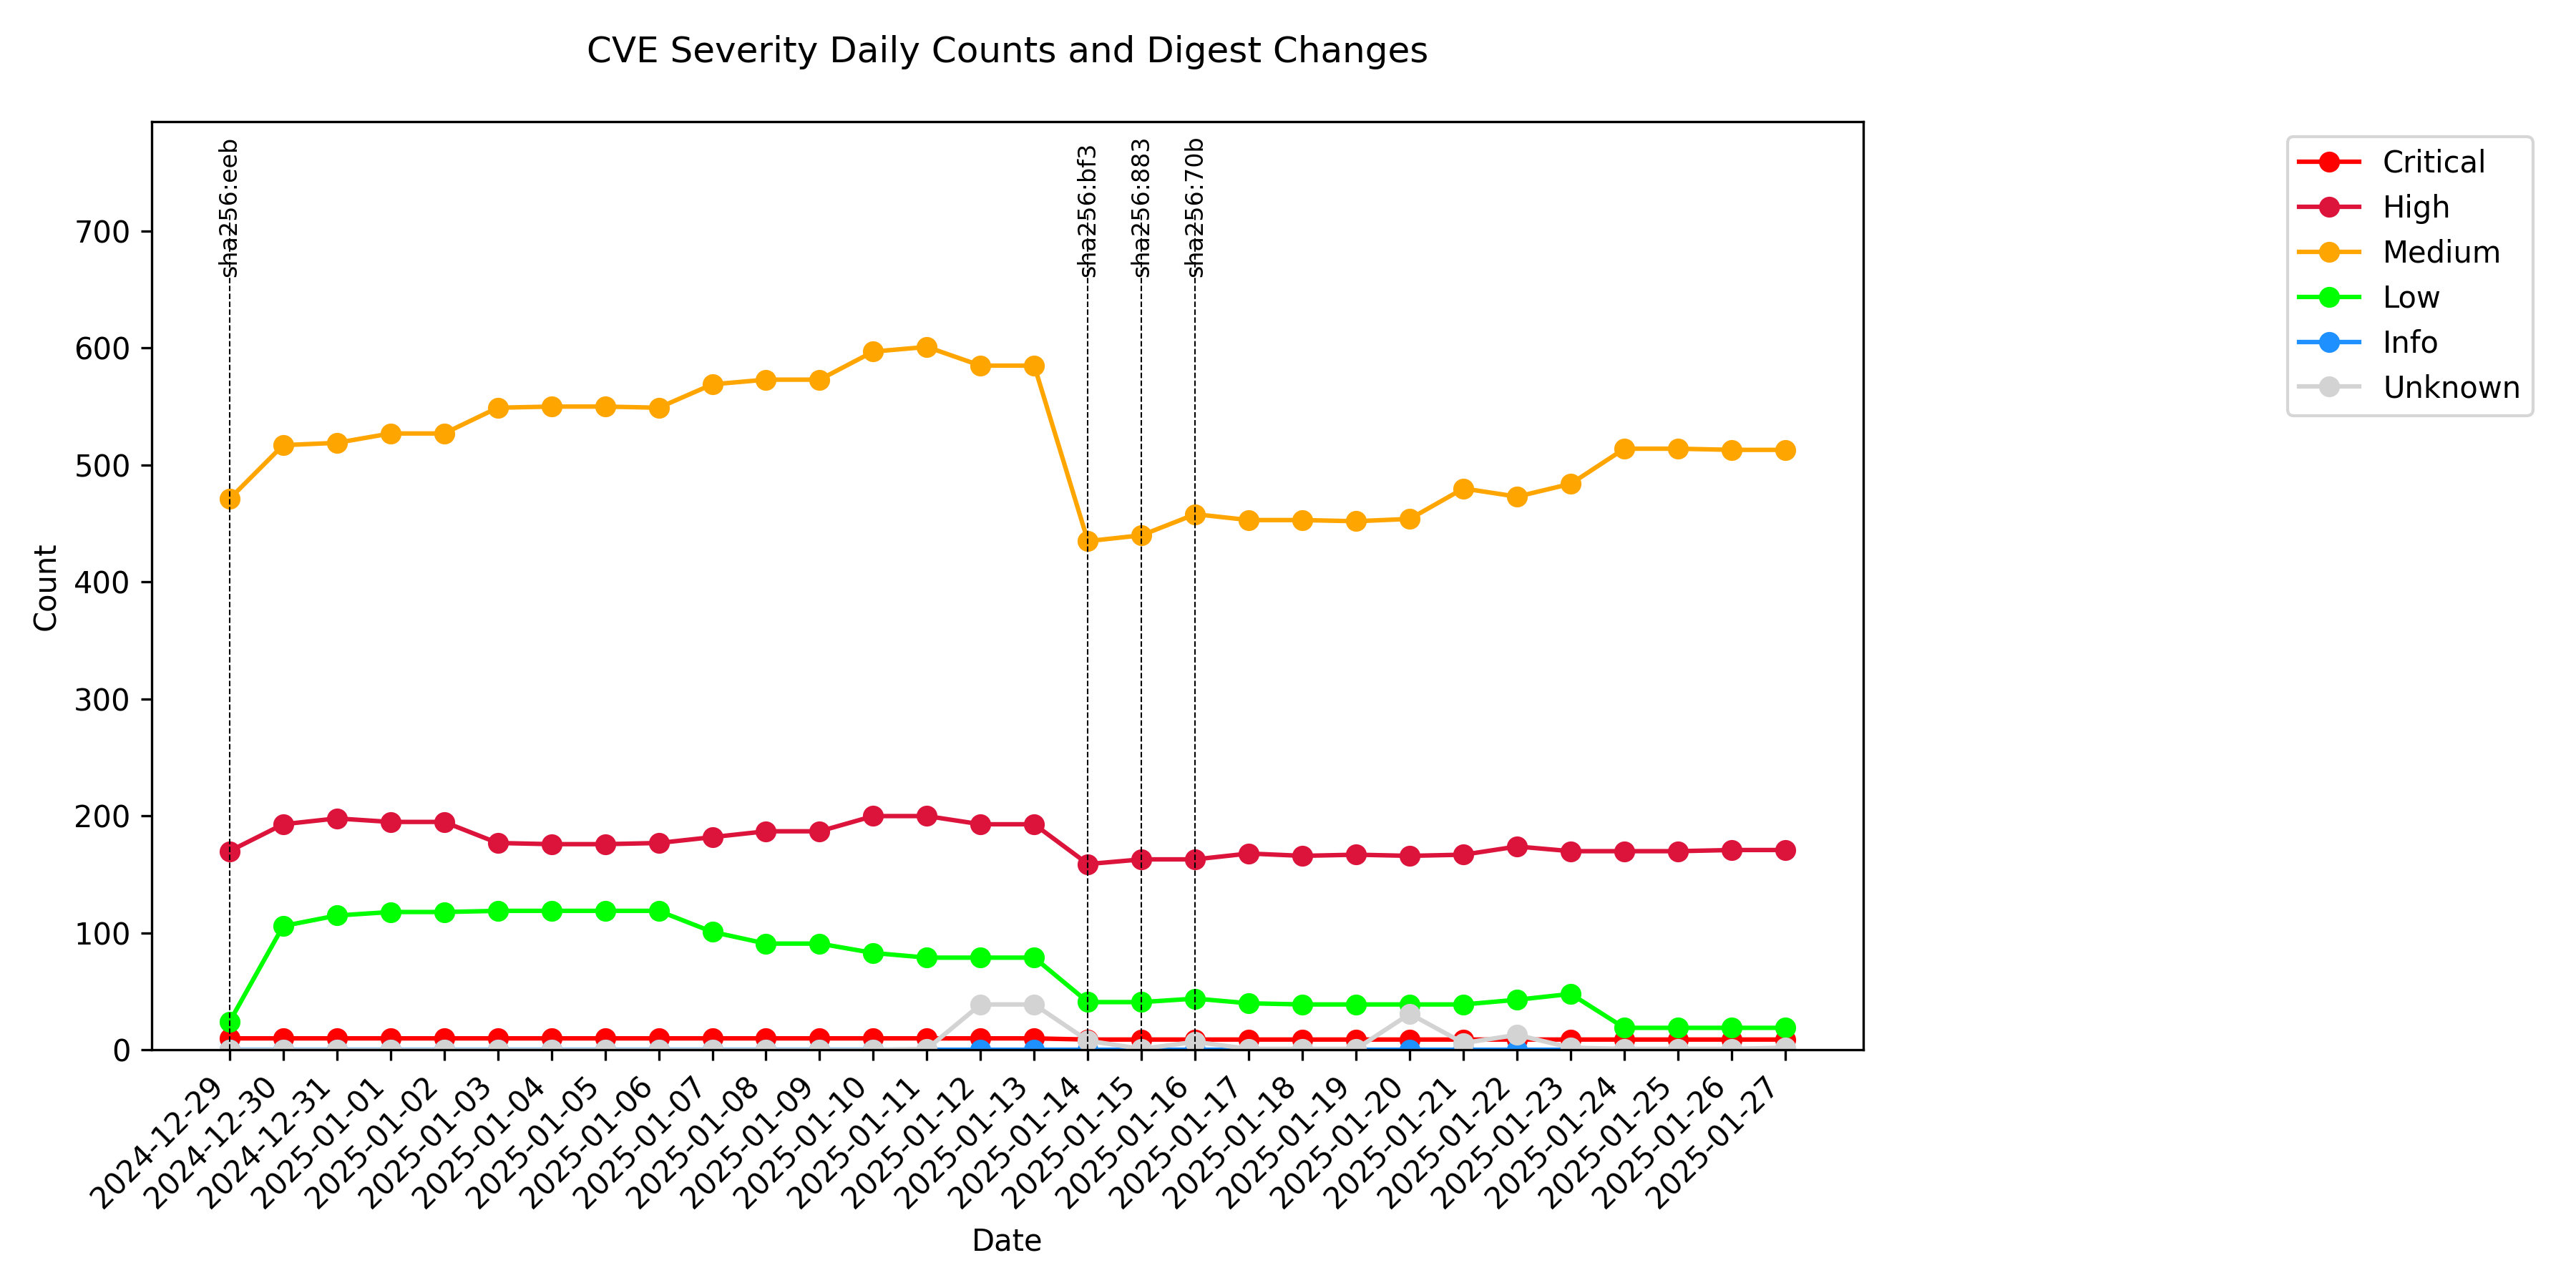 CVE Severity Daily Counts and Digest Changes
sha256:eeb
sha256:bf3
sha256:883
sha256:70b
Critical
High
Medium
Low
Info
Unknown
700
600
500
400
300
200
100
0
Count
2024-12-29
2024-12-30
2024-12-31
2025-01-01
2025-01-02
2025-01-03
2025-01-04
2025-01-05
2025-01-06
2025-01-07
2025-01-08
2025-01-09
2025-01-10
2025-01-11
2025-01-12
2025-01-13
2025-01-14
2025-01-15
2025-01-16
2025-01-17
2025-01-18
2025-01-19
2025-01-20
2025-01-21
2025-01-22
2025-01-23
2025-01-24
2025-01-25
2025-01-26
2025-01-27
Date